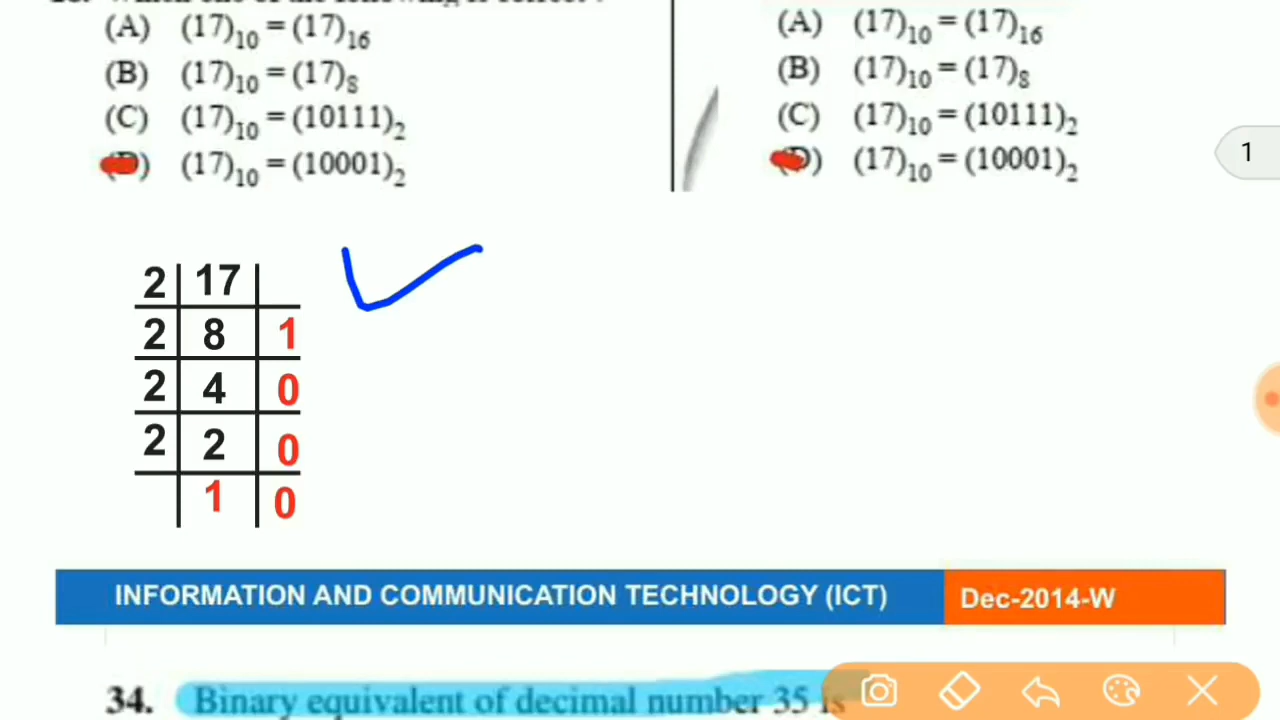 (A) (17)10 = (17)16
(B) (17)10 = (17)8
(C) (17)10 = (10111)2
(D) (17)10 = (10001)2
(A) (17)10 = (17)16
(B) (17)10 = (17)8
(C) (17)10 = (10111)2
(D) (17)10 = (10001)2
1
2 17
2 8 1
2 4 0
2 2 0
1 0
INFORMATION AND COMMUNICATION TECHNOLOGY (ICT) Dec-2014-W
34. Binary equivalent of decimal number 35 is